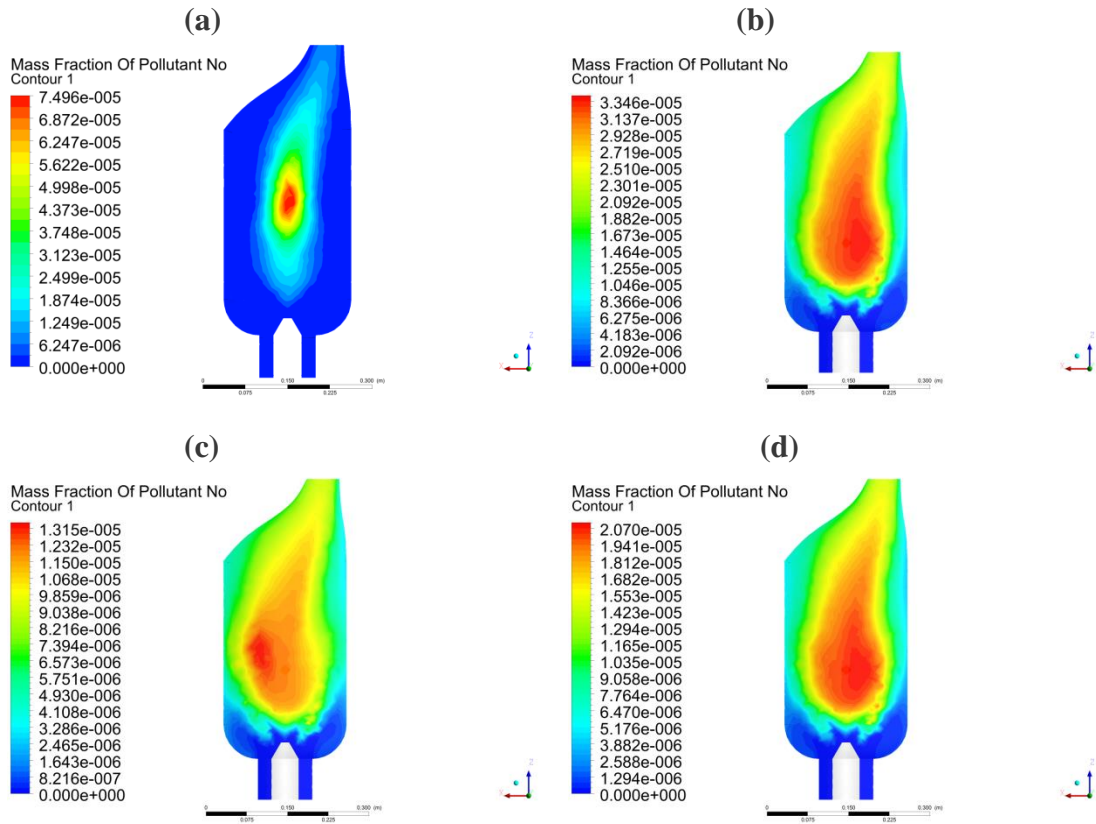 (a)
Mass Fraction Of Pollutant No
Contour 1
7.496e-005
6.872e-005
6.247e-005
5.622e-005
4.998e-005
4.373e-005
3.748e-005
3.123e-005
2.499e-005
1.874e-005
1.249e-005
6.247e-006
0.000e+000
0 0.150 0.300 (m)
0.075 0.225
X Z
(b)
Mass Fraction Of Pollutant No
Contour 1
3.346e-005
3.137e-005
2.928e-005
2.719e-005
2.510e-005
2.301e-005
2.092e-005
1.882e-005
1.673e-005
1.464e-005
1.255e-005
1.046e-005
8.366e-006
6.275e-006
4.183e-006
2.092e-006
0.000e+000
0 0.150 0.300 (m)
0.075 0.225
X Z
(c)
Mass Fraction Of Pollutant No
Contour 1
1.315e-005
1.232e-005
1.150e-005
1.068e-005
9.859e-006
9.038e-006
8.216e-006
7.394e-006
6.573e-006
5.751e-006
4.930e-006
4.108e-006
3.286e-006
2.465e-006
1.643e-006
8.216e-007
0.000e+000
0 0.150 0.300 (m)
0.075 0.225
X Z
(d)
Mass Fraction Of Pollutant No
Contour 1
2.070e-005
1.941e-005
1.812e-005
1.682e-005
1.553e-005
1.423e-005
1.294e-005
1.165e-005
1.035e-005
9.058e-006
7.764e-006
6.470e-006
5.176e-006
3.882e-006
2.588e-006
1.294e-006
0.000e+000
0 0.150 0.300 (m)
0.075 0.225
X Z